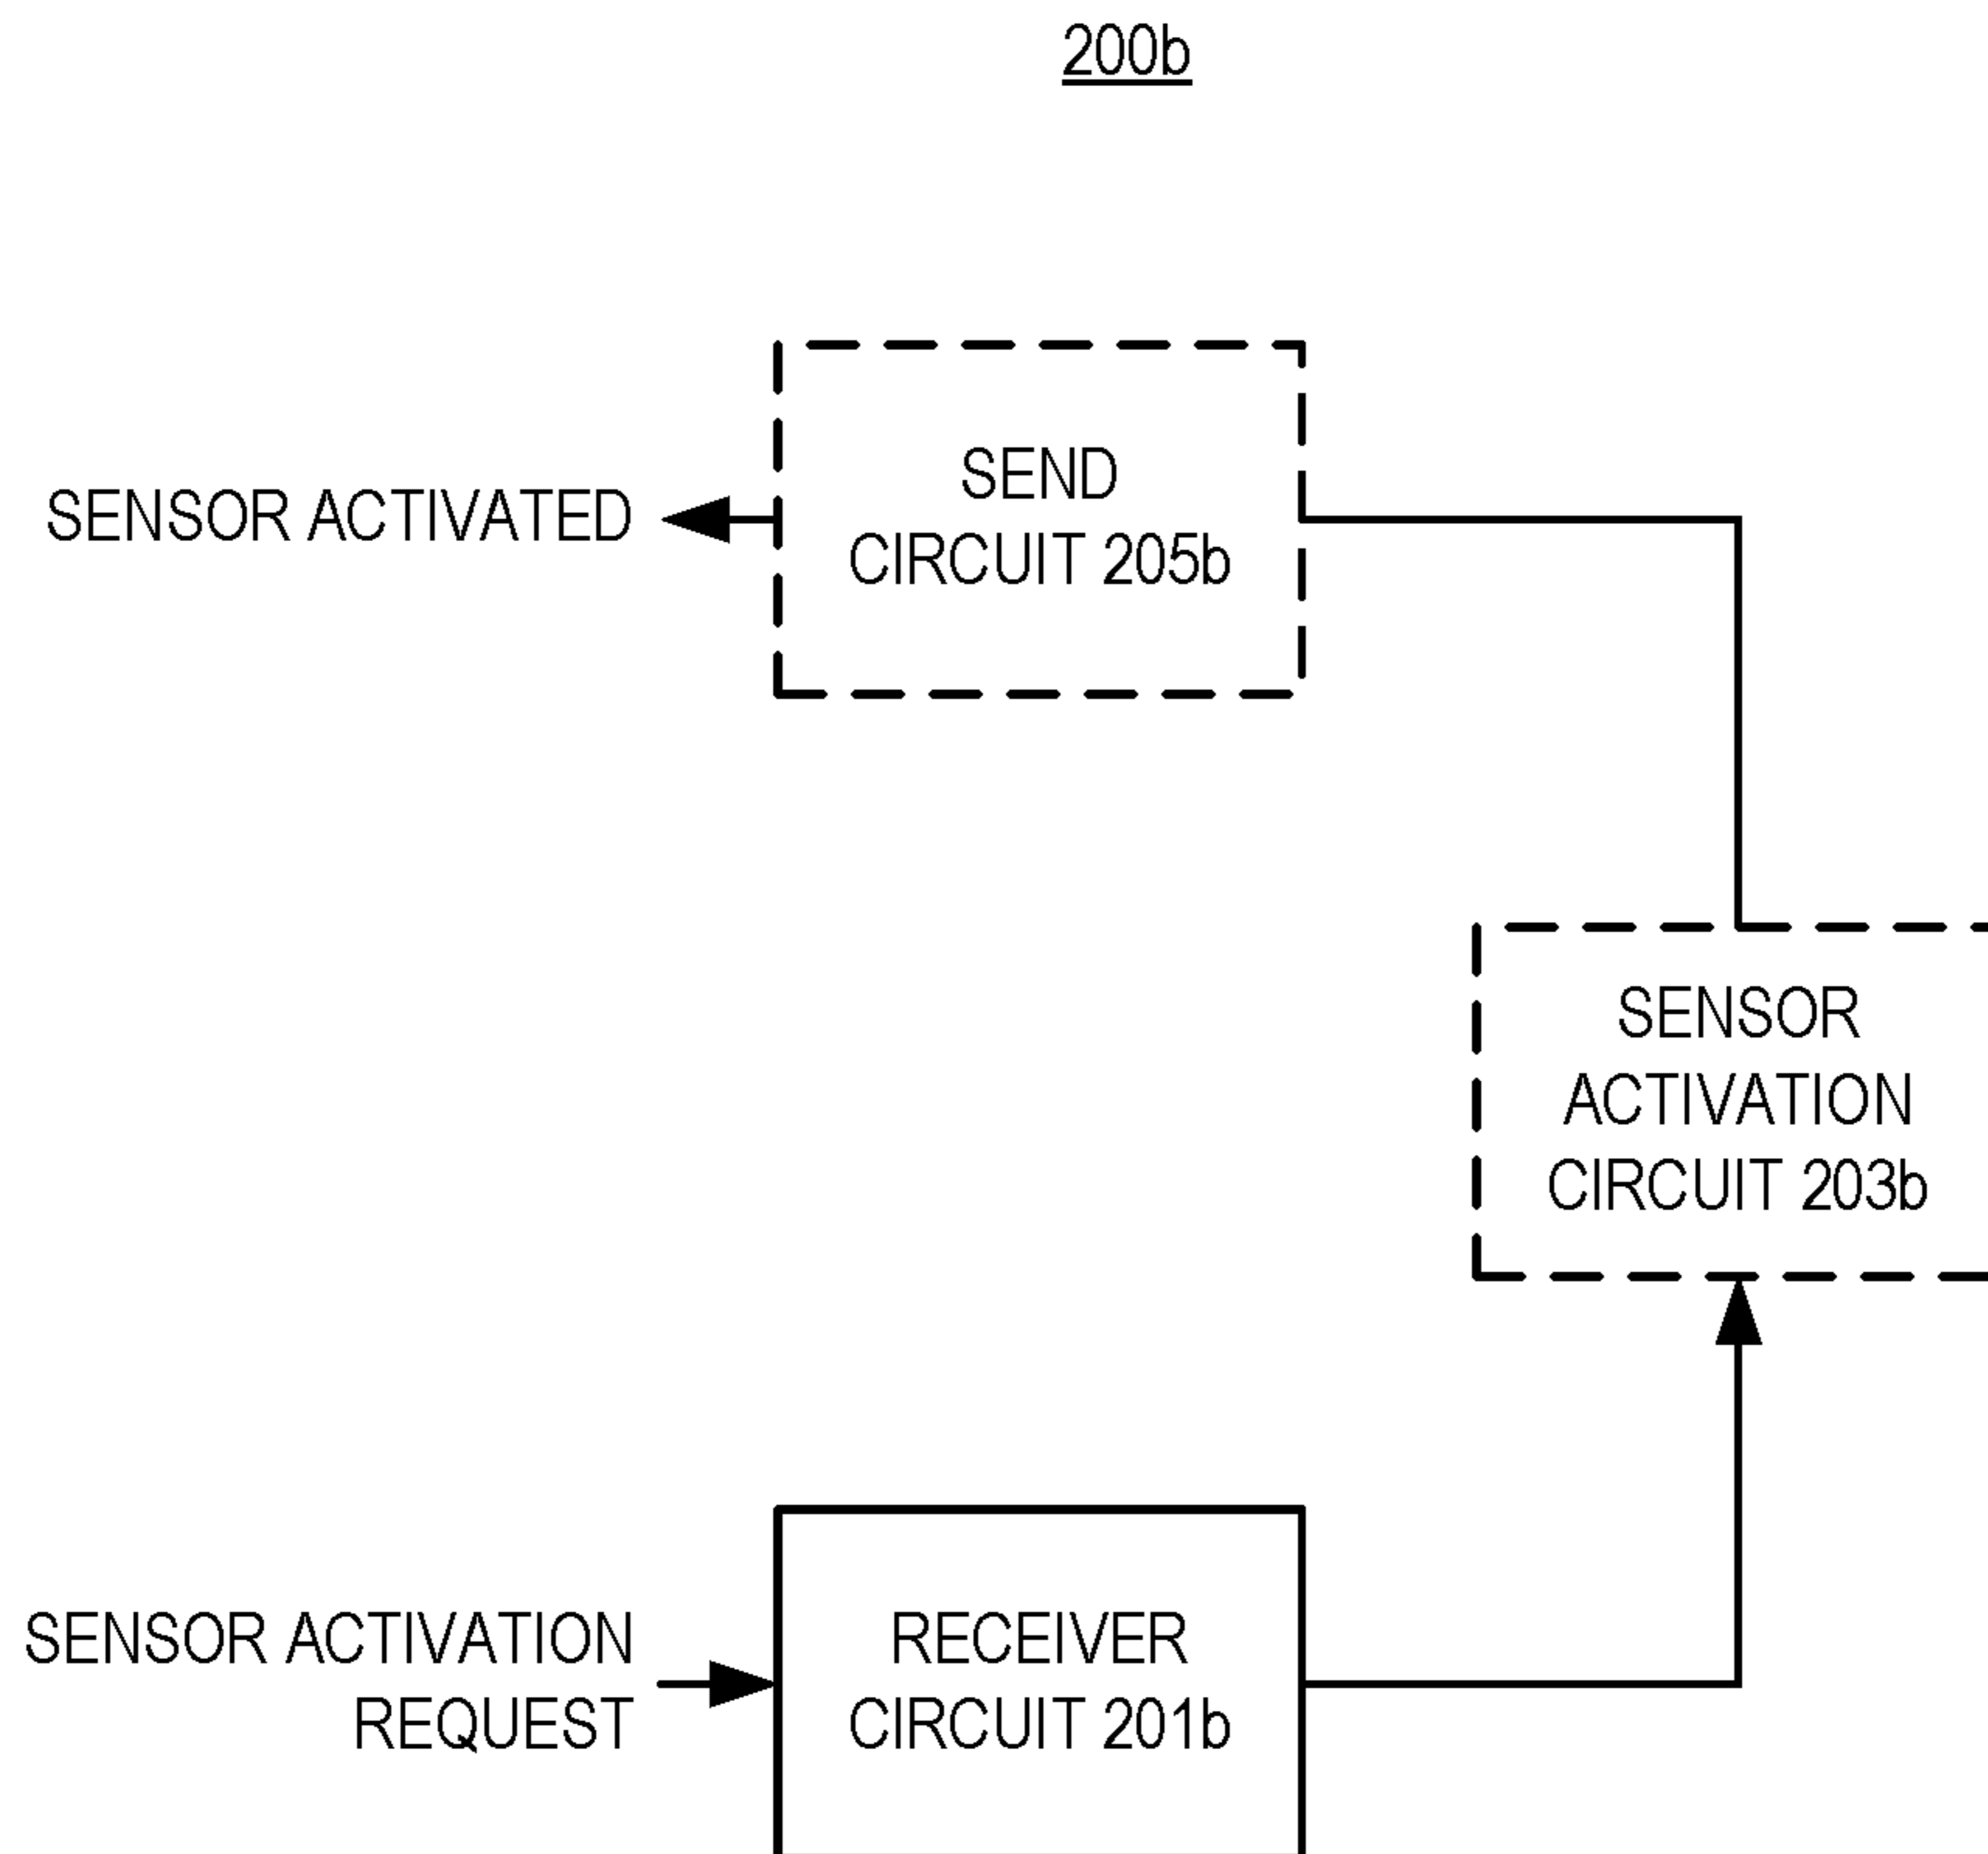 200b
SEND
CIRCUIT 205b
SENSOR ACTIVATED
SENSOR
ACTIVATION
CIRCUIT 203b
SENSOR ACTIVATION
REQUEST
RECEIVER
CIRCUIT 201b